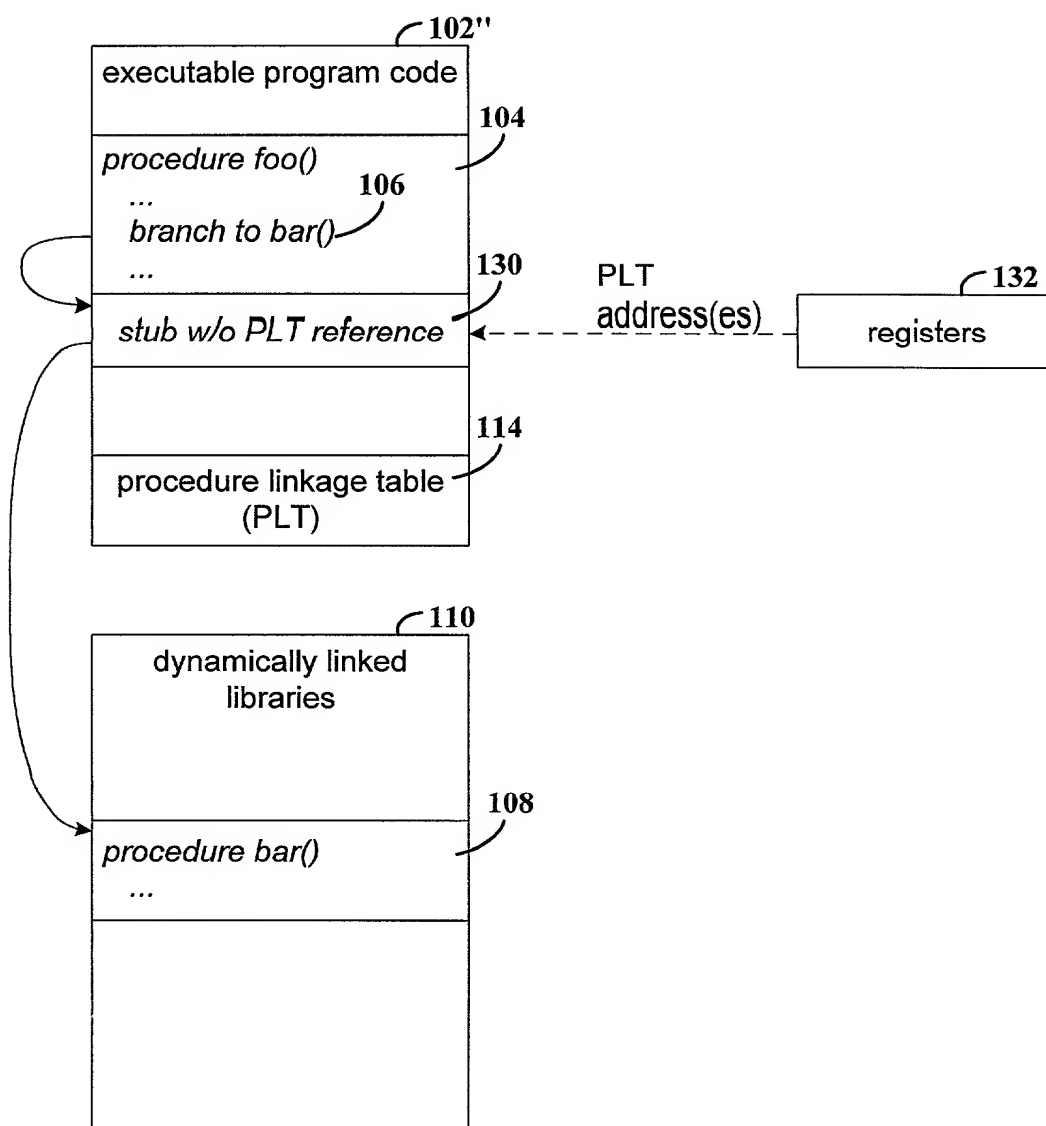 102"
executable program code
104
procedure foo()
...
106
branch to bar()
...
130
stub w/o PLT reference
PLT
address(es)
132
registers
114
procedure linkage table
(PLT)
110
dynamically linked
libraries
108
procedure bar()
...